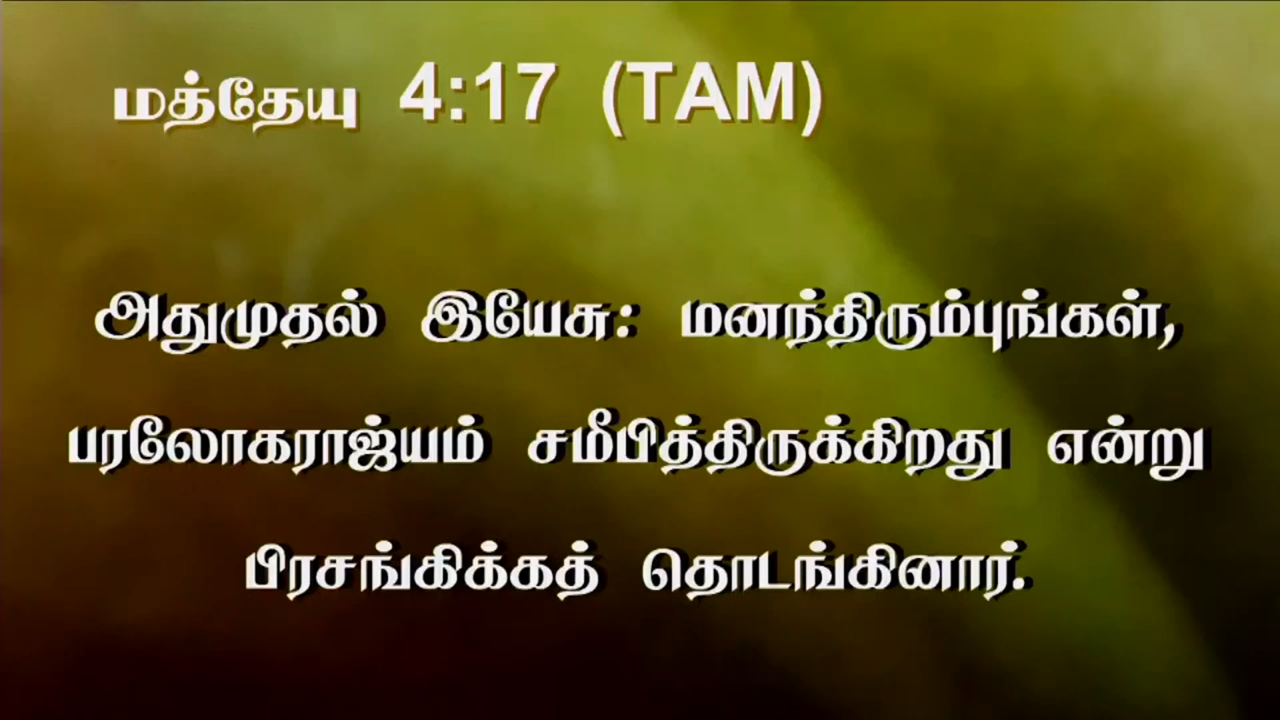 மத்தேயு 4:17 (TAM)
அதுமுதல் இயேசு: மனந்திரும்புங்கள்,
பரலோகராஜ்யம் சமீபித்திருக்கிறது என்று
பிரசங்கிக்கத் தொடங்கினார்.